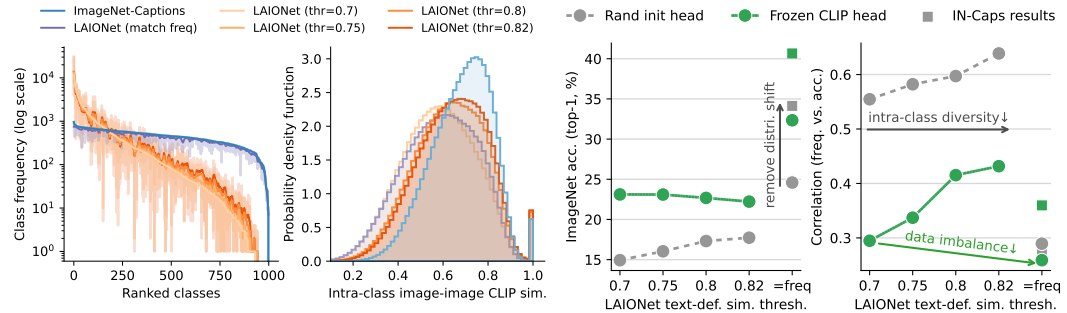 ImageNet-Captions
LAIONet (match freq)
LAIONet (thr=0.7)
LAIONet (thr=0.75)
LAIONet (thr=0.8)
LAIONet (thr=0.82)
Class frequency (log scale)
10⁴
10³
10²
10¹
10⁰
0
250
500
750
1000
Ranked classes
Probability density function
3.0
2.5
2.0
1.5
1.0
0.5
0.0
0.2
0.4
0.6
0.8
1.0
Intra-class image-image CLIP sim.
Rand init head
Frozen CLIP head
IN-Caps results
ImageNet acc. (top-1, %)
40
35
30
25
20
15
remove distri. shift
0.7
0.75
0.8
0.82
=freq
LAIONet text-def. sim. thresh.
Correlation (freq. vs. acc.)
0.6
0.5
0.4
0.3
intra-class diversity↓
data imbalance↓
0.7
0.75
0.8
0.82
=freq
LAIONet text-def. sim. thresh.